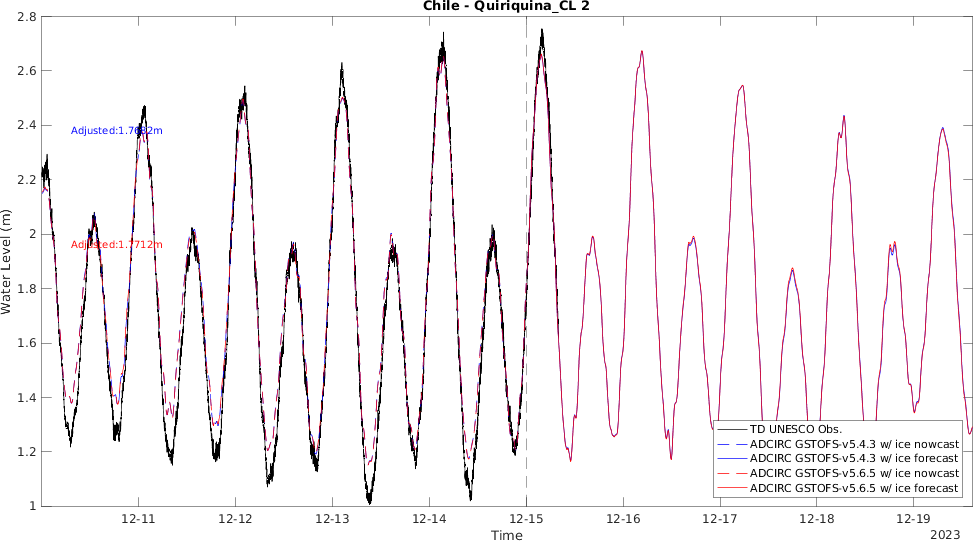 Chile - Quiriquina_CL 2
Water Level (m)
2.8
2.6
2.4
2.2
2
1.8
1.6
1.4
1.2
1
Adjusted:1.7632m
Adjusted:1.7712m
TD UNESCO Obs.
ADCIRC GSTOFS-v5.4.3 w/ ice nowcast
ADCIRC GSTOFS-v5.4.3 w/ ice forecast
ADCIRC GSTOFS-v5.6.5 w/ ice nowcast
ADCIRC GSTOFS-v5.6.5 w/ ice forecast
12-11 12-12 12-13 12-14 12-15 12-16 12-17 12-18 12-19
Time
2023